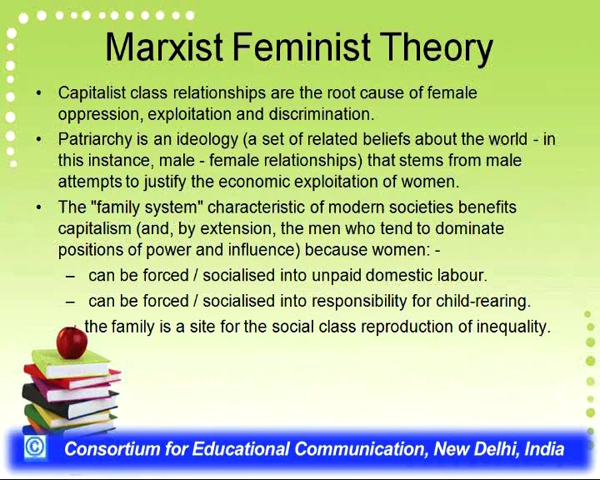 Marxist Feminist Theory
• Capitalist class relationships are the root cause of female
oppression, exploitation and discrimination.
• Patriarchy is an ideology (a set of related beliefs about the world - in
this instance, male - female relationships) that stems from male
attempts to justify the economic exploitation of women.
• The "family system" characteristic of modern societies benefits
capitalism (and, by extension, the men who tend to dominate
positions of power and influence) because women: -
– can be forced / socialised into unpaid domestic labour.
– can be forced / socialised into responsibility for child-rearing.
– the family is a site for the social class reproduction of inequality.
© Consortium for Educational Communication, New Delhi, India